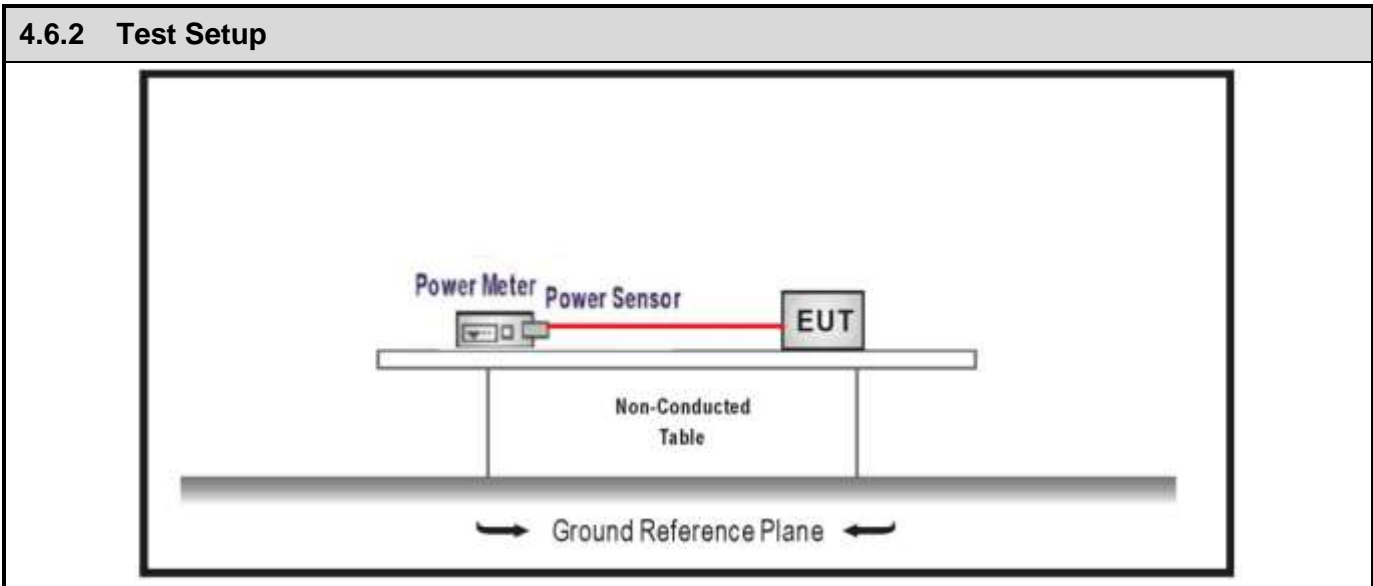 4.6.2 Test Setup
Power Meter
Power Sensor
EUT
Non-Conducted
Table
Ground Reference Plane